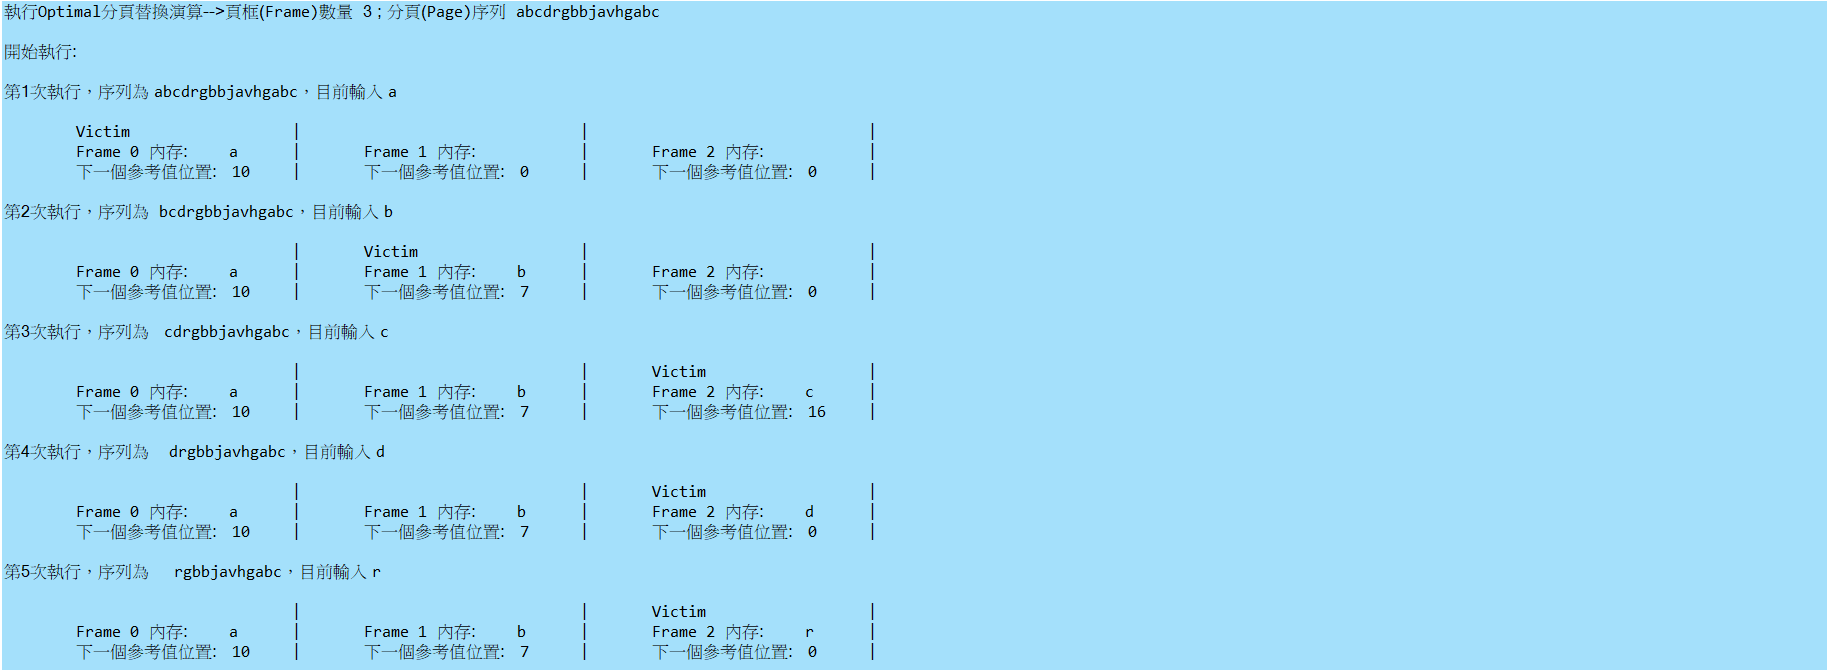 執行Optimal分頁替換演算-->頁框(Frame)數量 3；分頁(Page)序列 abcdrgbbjavhgabc
開始執行:
第1次執行，序列為 abcdrgbbjavhgabc，目前輸入 a
Victim | | |
Frame 0 內存: a | Frame 1 內存: | Frame 2 內存: |
下一個參考值位置: 10 | 下一個參考值位置: 0 | 下一個參考值位置: 0 |
第2次執行，序列為 bcdrgbbjavhgabc，目前輸入 b
| Victim | |
Frame 0 內存: a | Frame 1 內存: b | Frame 2 內存: |
下一個參考值位置: 10 | 下一個參考值位置: 7 | 下一個參考值位置: 0 |
第3次執行，序列為 cdrgbbjavhgabc，目前輸入 c
| | Victim |
Frame 0 內存: a | Frame 1 內存: b | Frame 2 內存: c |
下一個參考值位置: 10 | 下一個參考值位置: 7 | 下一個參考值位置: 16 |
第4次執行，序列為 drgbbjavhgabc，目前輸入 d
| | Victim |
Frame 0 內存: a | Frame 1 內存: b | Frame 2 內存: d |
下一個參考值位置: 10 | 下一個參考值位置: 7 | 下一個參考值位置: 0 |
第5次執行，序列為 rgbbjavhgabc，目前輸入 r
| | Victim |
Frame 0 內存: a | Frame 1 內存: b | Frame 2 內存: r |
下一個參考值位置: 10 | 下一個參考值位置: 7 | 下一個參考值位置: 0 |